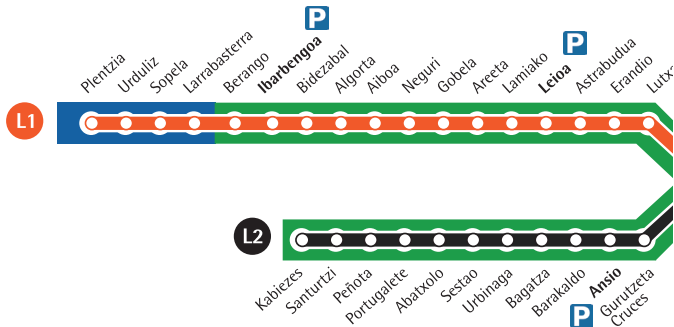 P
P
Plentzia
Urduliz
Sopela
Larrabasterra
Berango
Ibarbengoa
Bidezabal
Algorta
Aiboa
Neguri
Gobela
Areeta
Lamiako
Leioa
Astrabudua
Erandio
Lutxa
L1
L2
Kabiezes
Santurtzi
Peñota
Portugalete
Abatxolo
Sestao
Urbinaga
Bagatza
Barakaldo
Ansio
Gurutzeta
Cruces
P